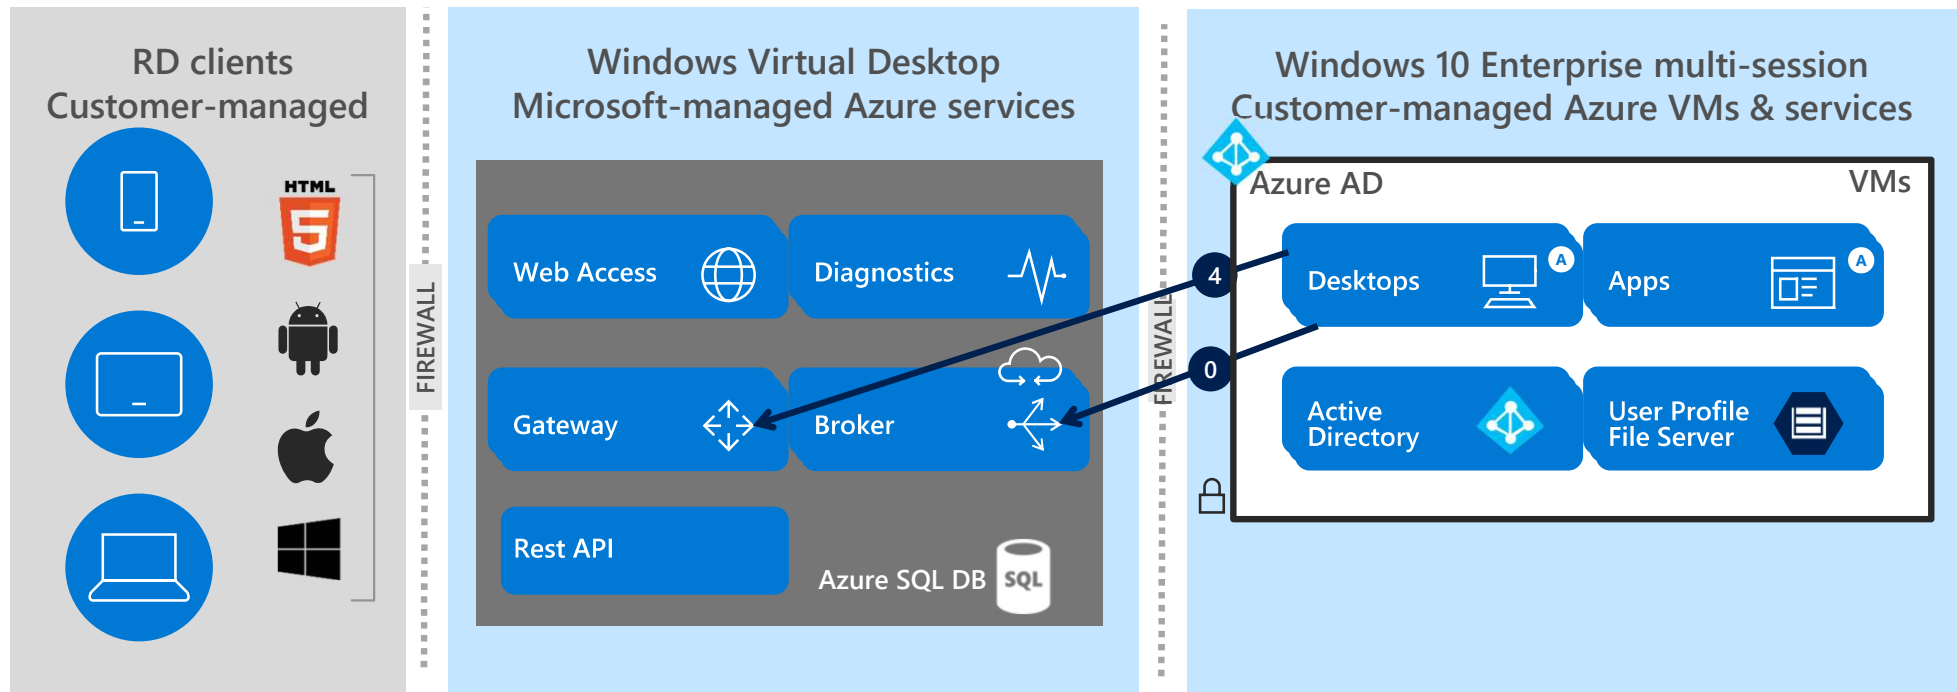 RD clients
Customer-managed
HTML
5
FIREWALL
Windows Virtual Desktop
Microsoft-managed Azure services
Web Access
Diagnostics
Gateway
Broker
Rest API
Azure SQL DB
SQL
FIREWALL
4
0
Windows 10 Enterprise multi-session
Customer-managed Azure VMs & services
Azure AD
VMs
Desktops
A
Apps
A
Active
Directory
User Profile
File Server